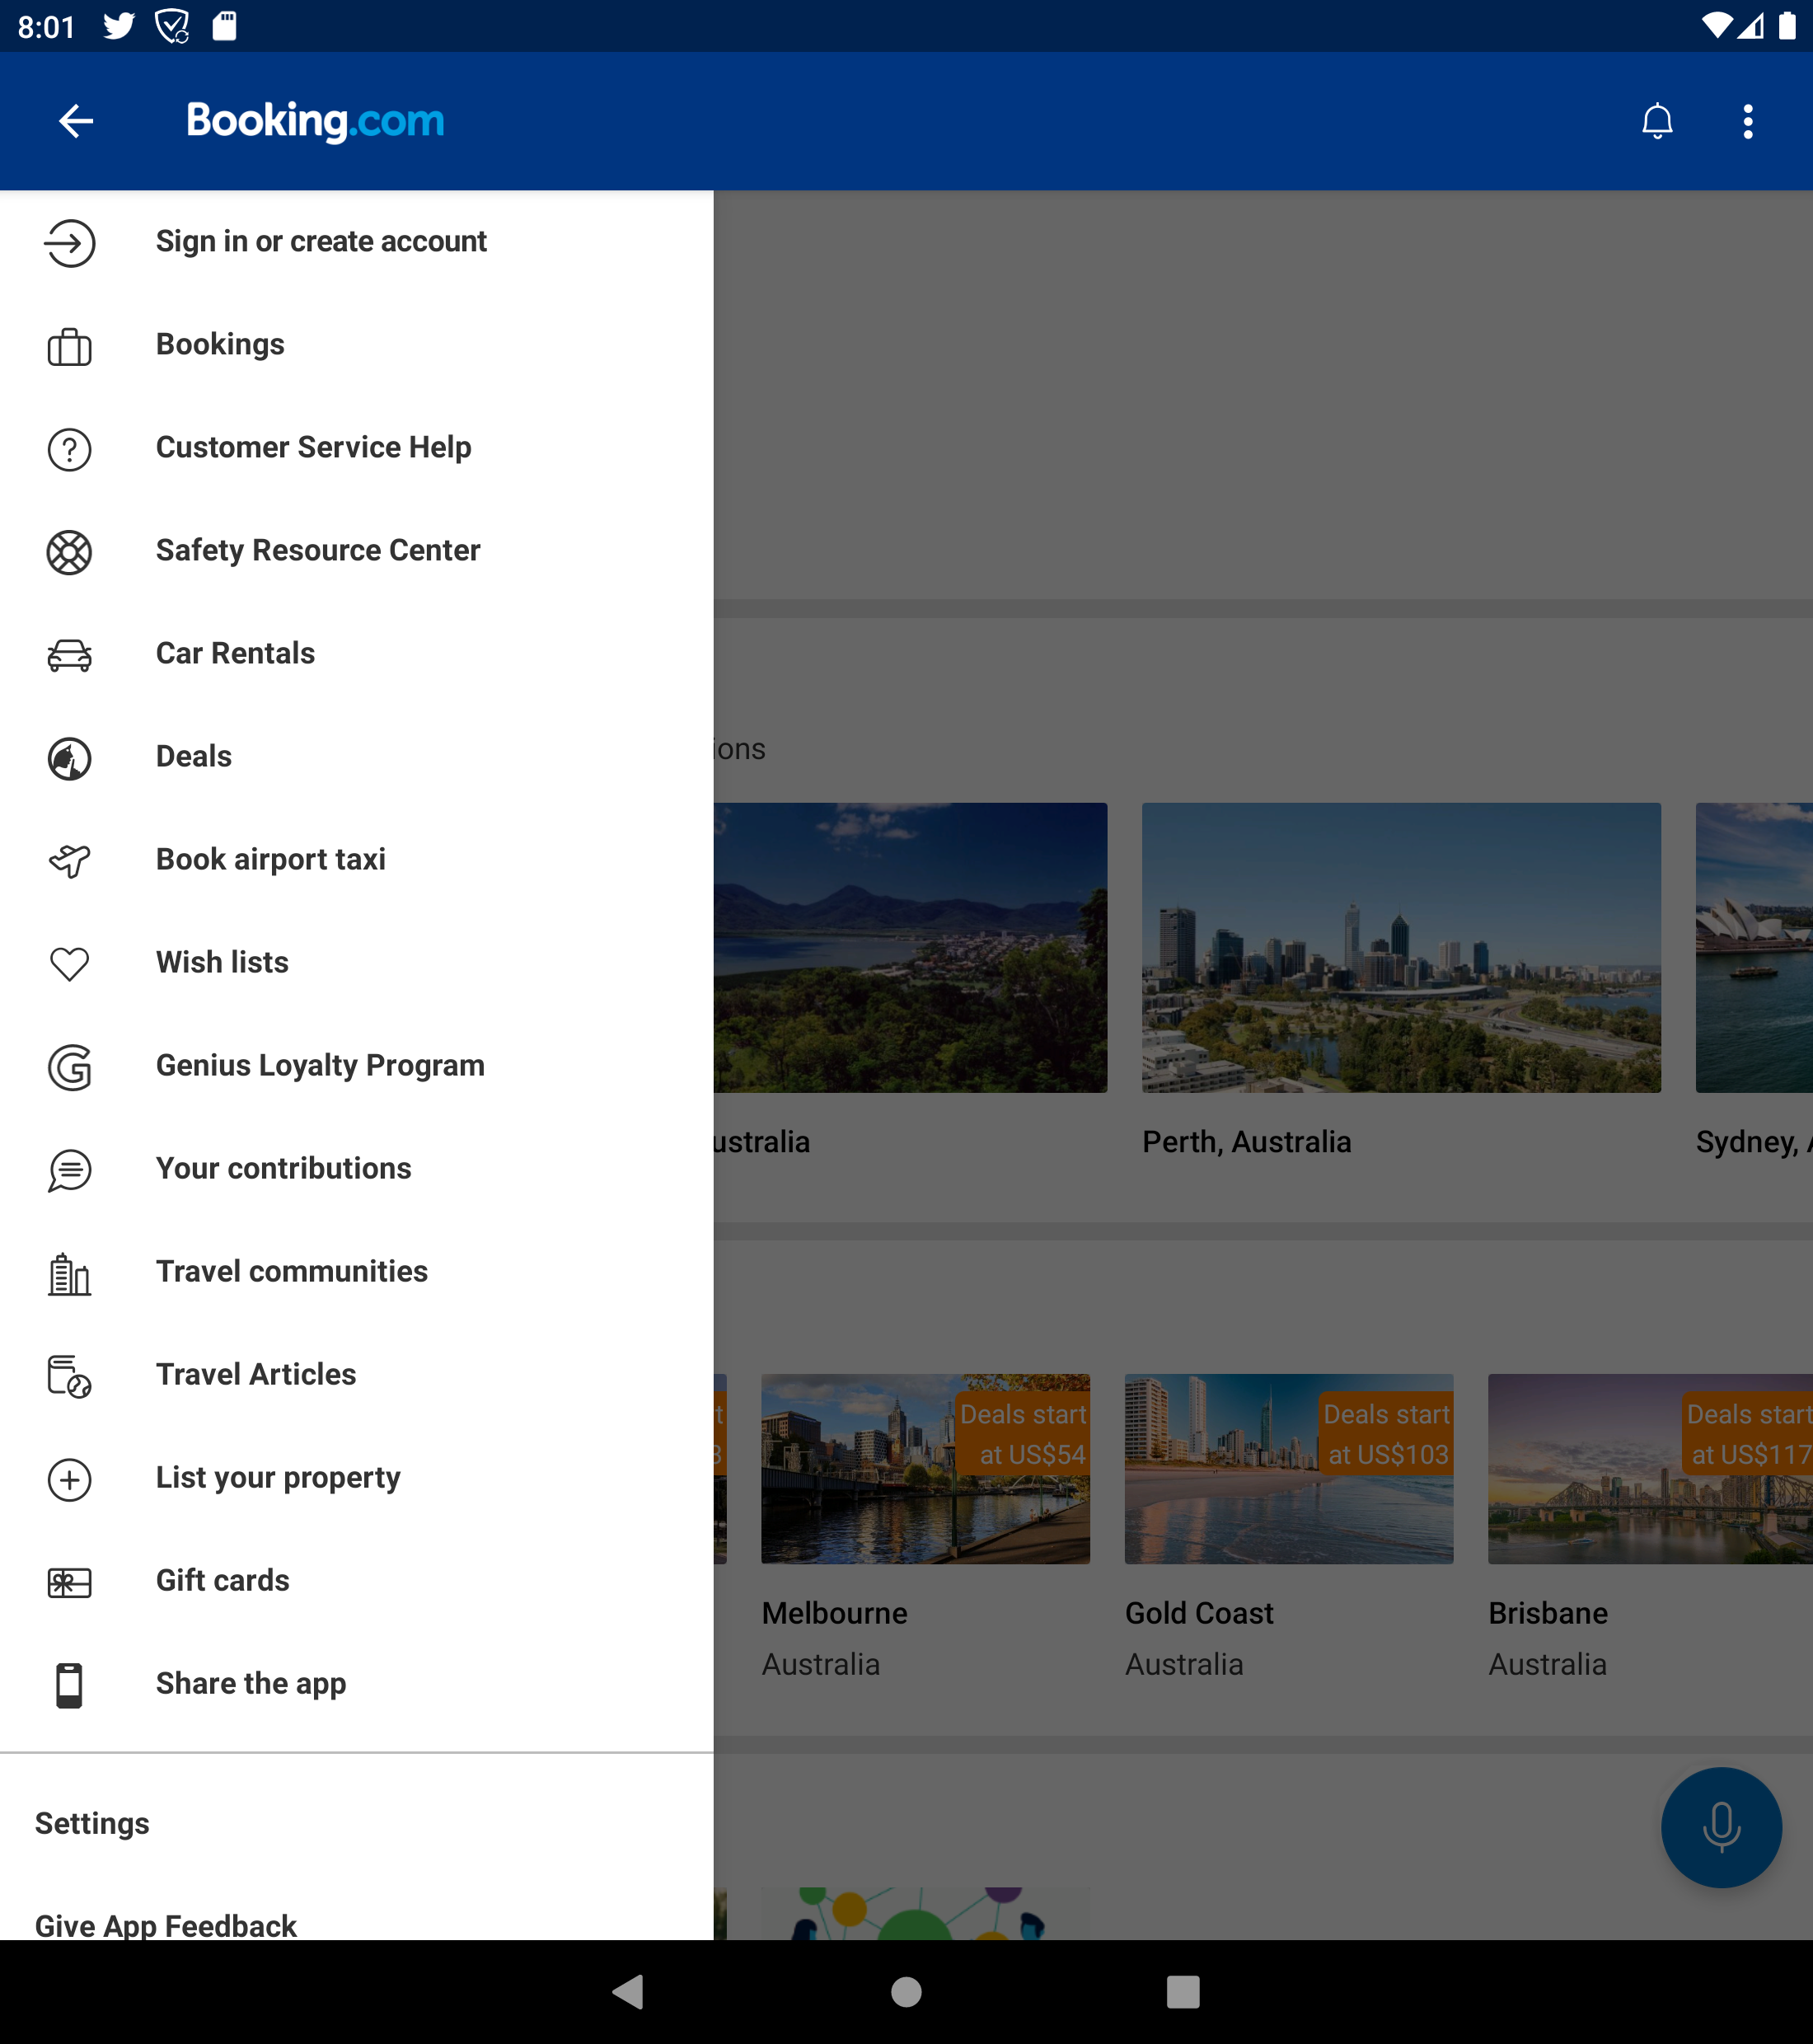 8:01
Booking.com
Sign in or create account
Bookings
Customer Service Help
Safety Resource Center
Car Rentals
Deals
Book airport taxi
Wish lists
Genius Loyalty Program
Your contributions
Travel communities
Travel Articles
List your property
Gift cards
Share the app
Settings
Give App Feedback
ions
ustralia
Perth, Australia
Sydney,
Deals start
at US$54
Deals start
at US$103
Deals start
at US$117
Melbourne
Australia
Gold Coast
Australia
Brisbane
Australia